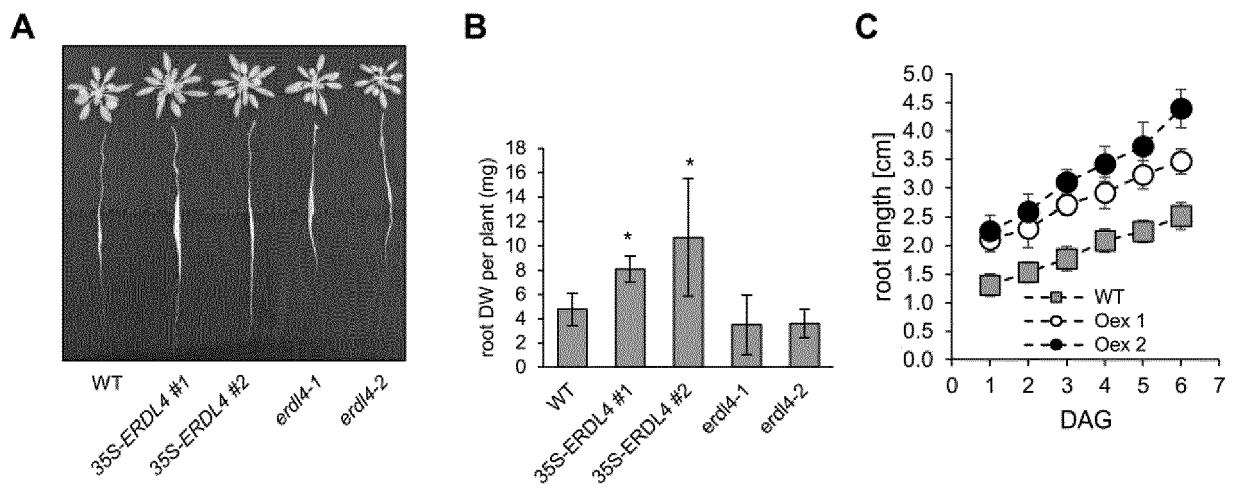 A
WT
35S-ERDL4 #1
35S-ERDL4 #2
erdl4-1
erdl4-2
B
root DW per plant (mg)
18
16
14
12
10
8
6
4
2
0
*
*
WT
35S-ERDL4 #1
35S-ERDL4 #2
erdl4-1
erdl4-2
C
root length [cm]
5.0
4.5
4.0
3.5
3.0
2.5
2.0
1.5
1.0
0.5
0.0
WT
Oex 1
Oex 2
0 1 2 3 4 5 6 7
DAG